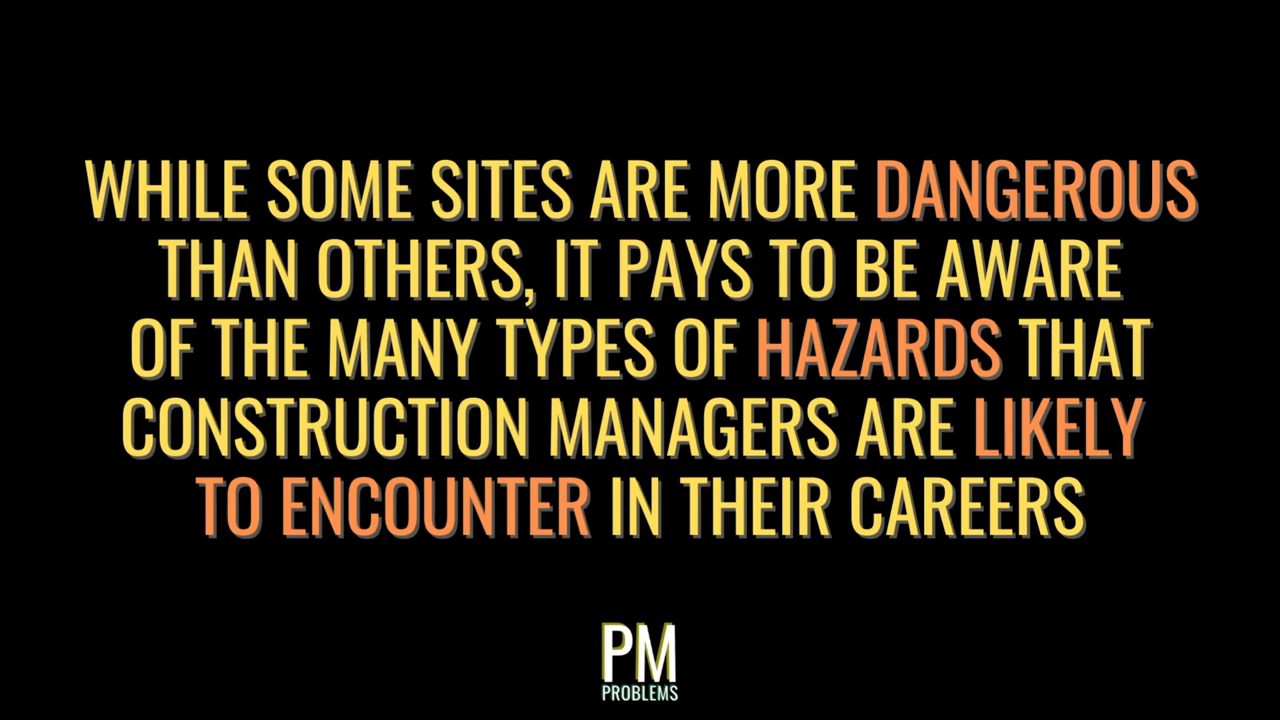 WHILE SOME SITES ARE MORE DANGEROUS
THAN OTHERS, IT PAYS TO BE AWARE
OF THE MANY TYPES OF HAZARDS THAT
CONSTRUCTION MANAGERS ARE LIKELY
TO ENCOUNTER IN THEIR CAREERS
PM
PROBLEMS